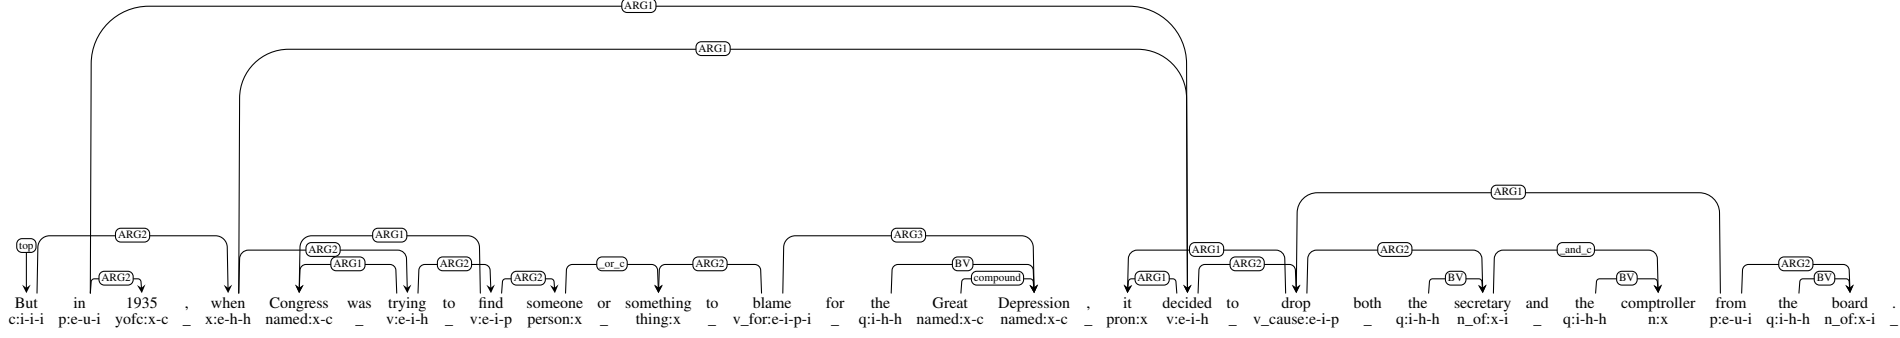 ARG1
ARG1
ARG1
top ARG2 ARG1 ARG3
ARG2 ARG1 ARG2 _and_c
ARG1 ARG2 _or_c ARG2 BV ARG2 ARG2
ARG2 ARG2 compound ARG1 BV BV BV
But in 1935 , when Congress was trying to find someone or something to blame for the Great Depression , it decided to drop both the secretary and the comptroller from the board .
c:i-i-i p:e-u-i yofc:x-c _ x:e-h-h named:x-c _ v:e-i-h _ v:e-i-p person:x _ thing:x _ v_for:e-i-p-i _ q:i-h-h named:x-c named:x-c _ pron:x v:e-i-h _ v_cause:e-i-p _ q:i-h-h n_of:x-i _ q:i-h-h n:x p:e-u-i q:i-h-h n_of:x-i _